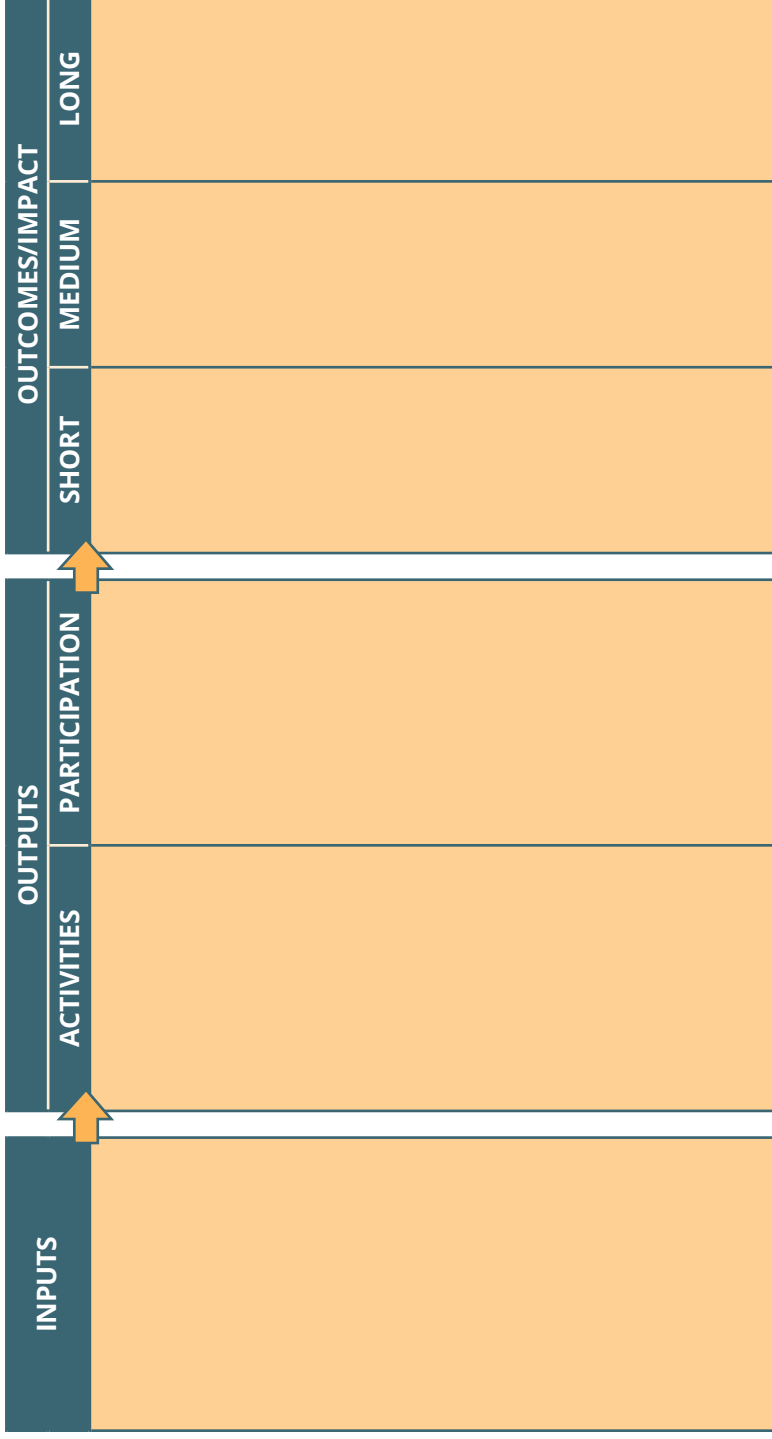 INPUTS
OUTPUTS
ACTIVITIES
PARTICIPATION
OUTCOMES/IMPACT
SHORT
MEDIUM
LONG